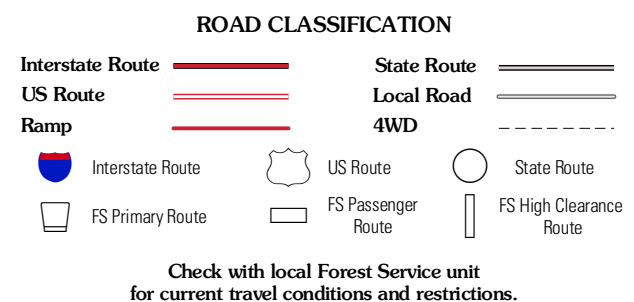 ROAD CLASSIFICATION
Interstate Route
State Route
US Route
Local Road
Ramp
4WD
Interstate Route
US Route
State Route
FS Primary Route
FS Passenger
Route
FS High Clearance
Route
Check with local Forest Service unit
for current travel conditions and restrictions.